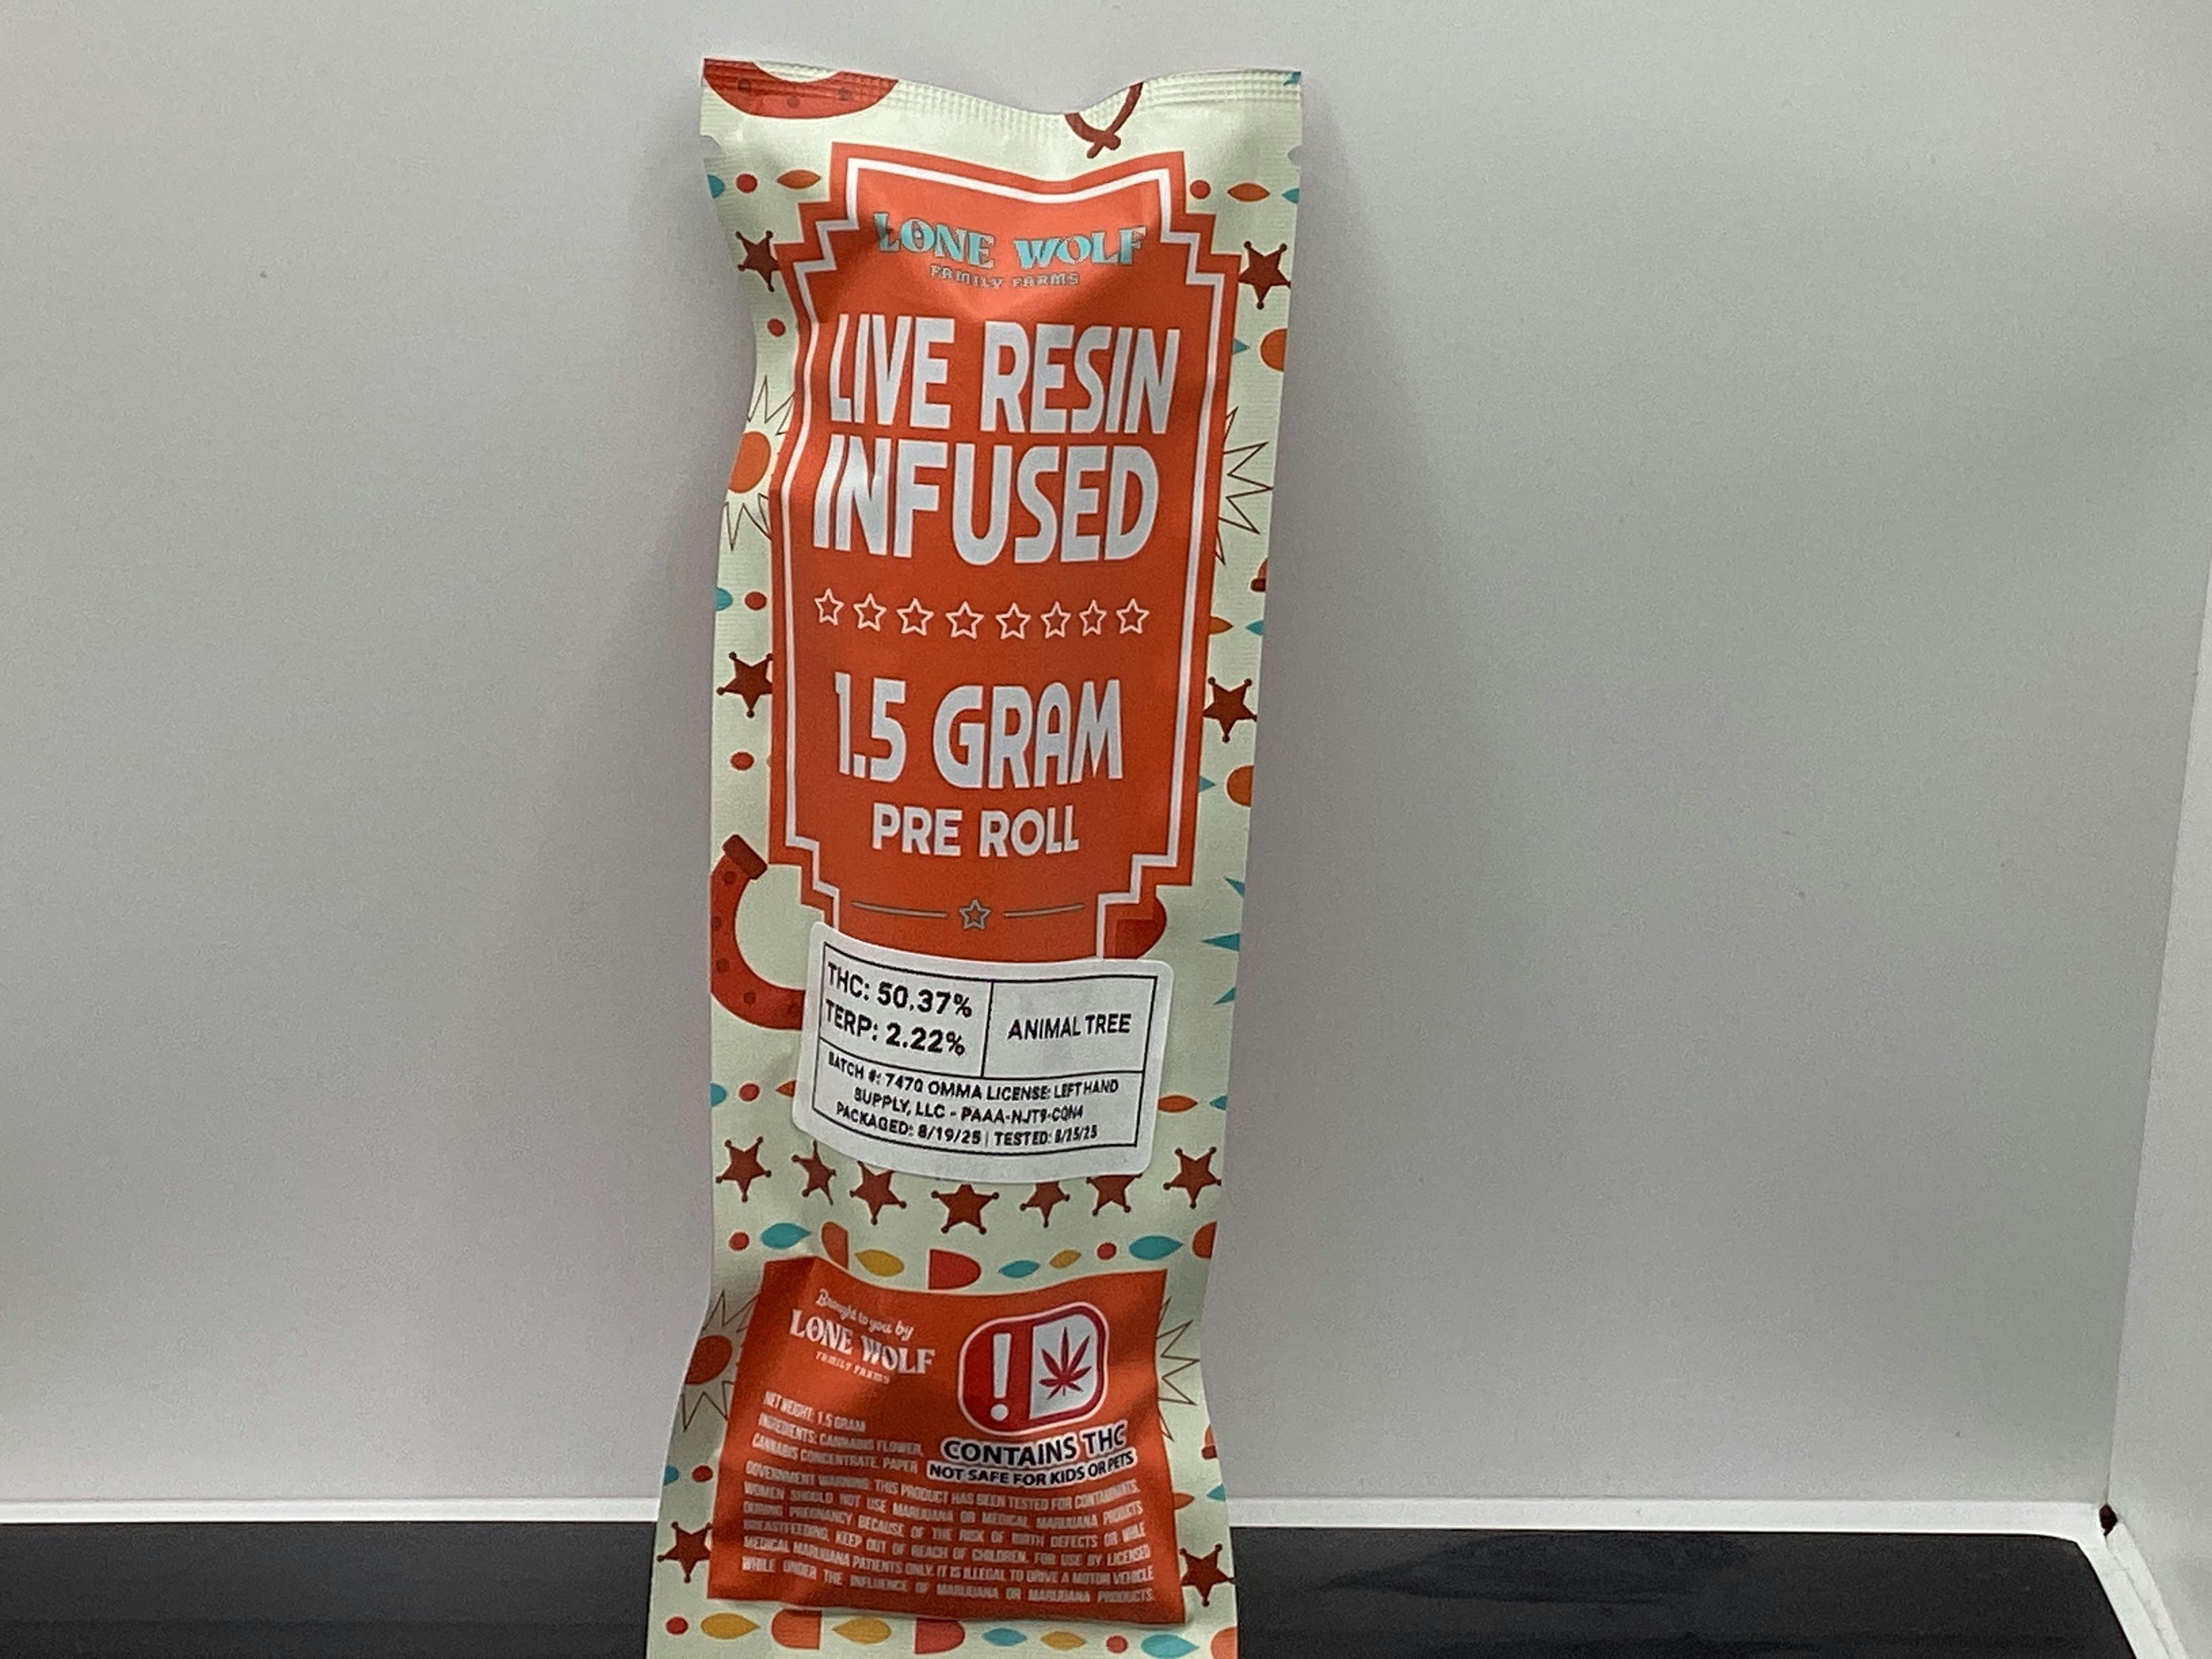 LONE WOLF
FAMILY FARMS
LIVE RESIN
INFUSED
1.5 GRAM
PRE ROLL
THC: 50.37%
TERP: 2.22%
ANIMAL TREE
BATCH #: 7470 OMMA LICENSE: LEFT HAND
SUPPLY, LLC - PAAA-NJT9-CQN4
PACKAGED: 8/19/25 | TESTED: 8/25/25
Brought to you by
LONE WOLF
FAMILY FARMS
NET WEIGHT: 1.5 GRAM
INGREDIENTS: CANNABIS FLOWER,
CANNABIS CONCENTRATE, PAPER
CONTAINS THC
NOT SAFE FOR KIDS OR PETS
GOVERNMENT WARNING: THIS PRODUCT HAS BEEN TESTED FOR CONTAMINATS.
WOMEN SHOULD NOT USE MARIJUANA OR MEDICAL MARIJUANA PRODUCTS
DURING PREGNANCY BECAUSE OF THE RISK OF BIRTH DEFECTS OR WHILE
BREASTFEEDING. KEEP OUT OF REACH OF CHILDREN. FOR USE BY LICENSED
MEDICAL MARIJUANA PATIENTS ONLY. IT IS ILLEGAL TO DRIVE A MOTOR VEHICLE
WHILE UNDER THE INFLUENCE OF MARIJUANA OR MARIJUANA PRODUCTS.